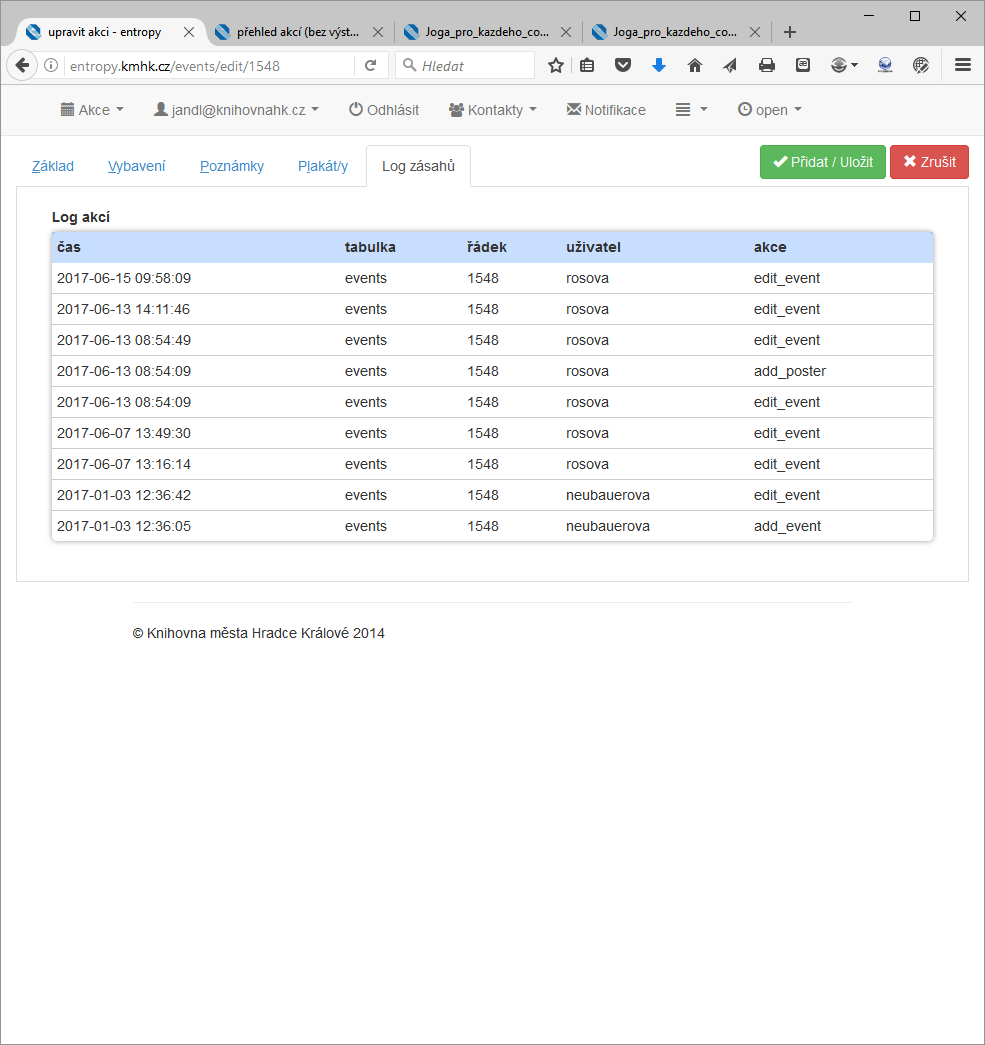 upravit akci - entropy
přehled akcí (bez výst...
Joga_pro_kazdeho_co...
Joga_pro_kazdeho_co...
entropy.kmhk.cz/events/edit/1548
Hledat
Akce
jandl@knihovnahk.cz
Odhlásit
Kontakty
Notifikace
open
Základ
Vybavení
Poznámky
Plakát/y
Log zásahů
Přidat / Uložit
Zrušit
Log akcí
čas tabulka řádek uživatel akce
2017-06-15 09:58:09 events 1548 rosova edit_event
2017-06-13 14:11:46 events 1548 rosova edit_event
2017-06-13 08:54:49 events 1548 rosova edit_event
2017-06-13 08:54:09 events 1548 rosova add_poster
2017-06-13 08:54:09 events 1548 rosova edit_event
2017-06-07 13:49:30 events 1548 rosova edit_event
2017-06-07 13:16:14 events 1548 rosova edit_event
2017-01-03 12:36:42 events 1548 neubauerova edit_event
2017-01-03 12:36:05 events 1548 neubauerova add_event
© Knihovna města Hradce Králové 2014